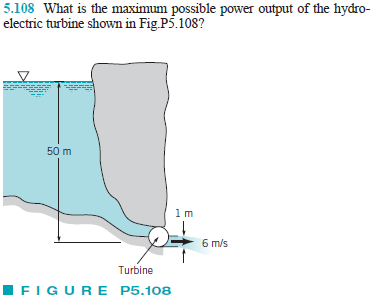 5.108 What is the maximum possible power output of the hydro-
electric turbine shown in Fig.P5.108?
50 m
1 m
6 m/s
Turbine
FIGURE P5.108